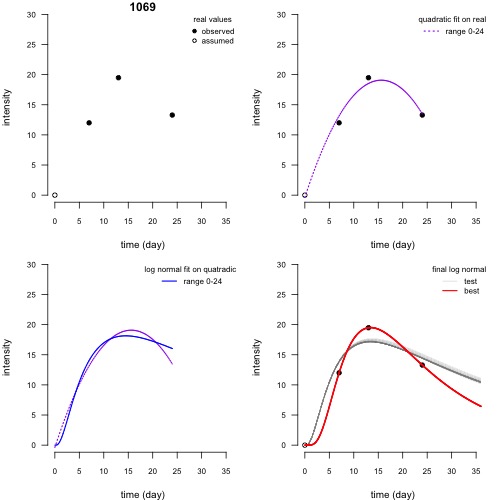 1069
real values
observed
assumed
intensity
30
25
20
15
10
5
0
0 5 10 15 20 25 30 35
time (day)
quadratic fit on real
range 0-24
intensity
30
25
20
15
10
5
0
0 5 10 15 20 25 30 35
time (day)
log normal fit on quatradic
range 0-24
intensity
30
25
20
15
10
5
0
0 5 10 15 20 25 30 35
time (day)
final log normal
test
best
intensity
30
25
20
15
10
5
0
0 5 10 15 20 25 30 35
time (day)